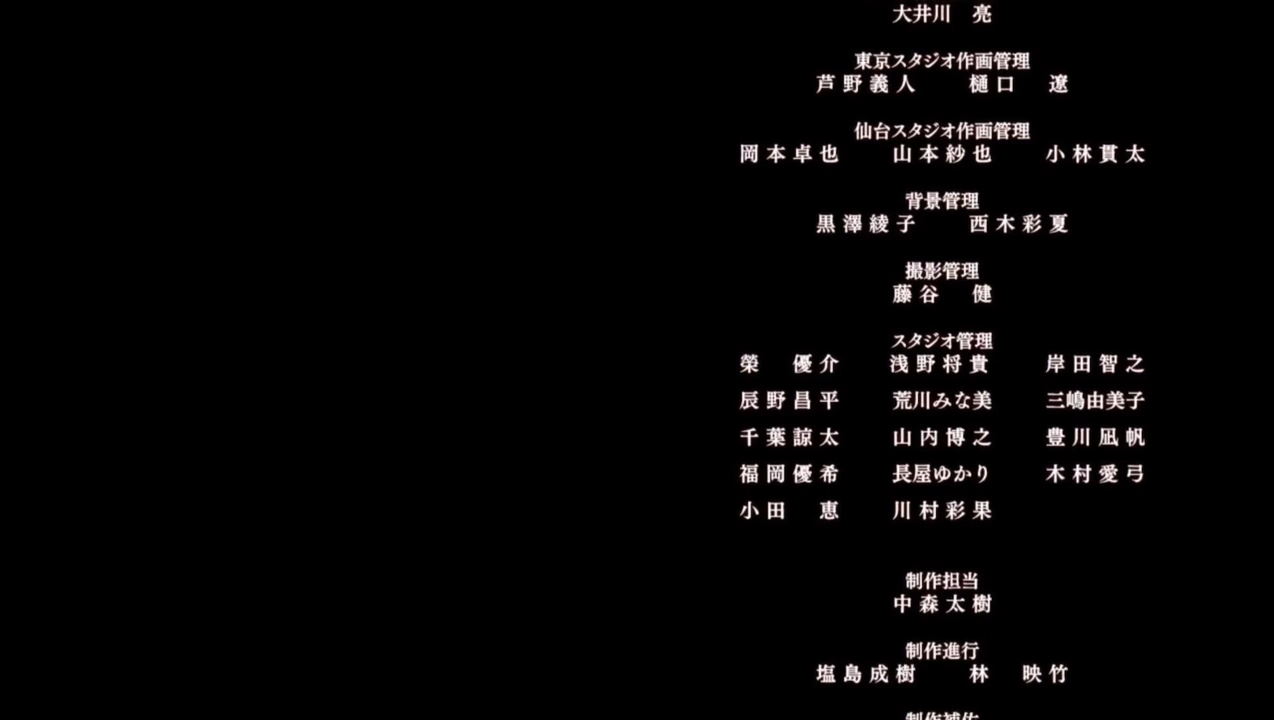 大井川　亮
東京スタジオ作画管理
芦野義人　樋口　遼
仙台スタジオ作画管理
岡本卓也　山本紗也　小林貫太
背景管理
黒澤綾子　西木彩夏
撮影管理
藤谷　健
スタジオ管理
榮　優介　浅野将貴　岸田智之
辰野昌平　荒川みな美　三嶋由美子
千葉諒太　山内博之　豊川凪帆
福岡優希　長屋ゆかり　木村愛弓
小田　恵　川村彩果
制作担当
中森太樹
制作進行
塩島成樹　林　映竹
制作補佐